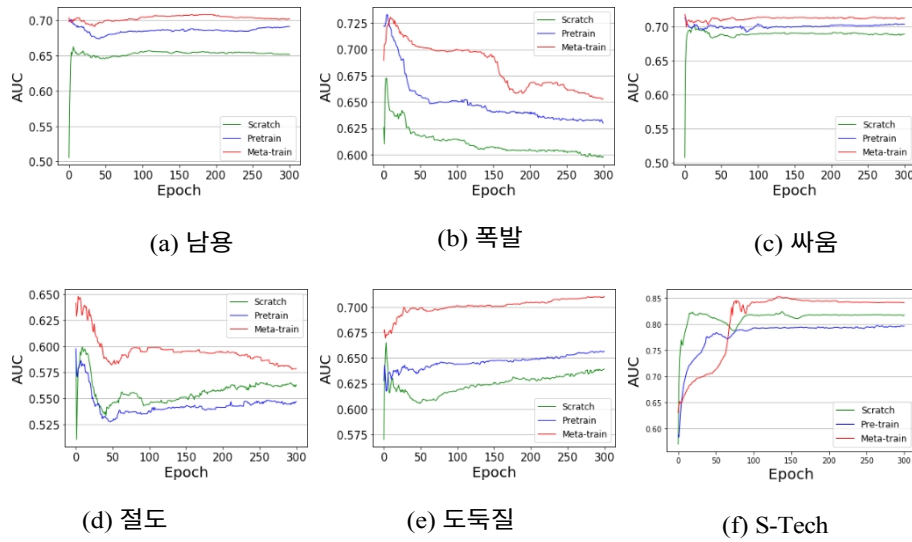 0.70
0.65
0.60
0.55
0.50
AUC
0 50 100 150 200 250 300
Epoch
Scratch
Pretrain
Meta-train
(a) 남용
0.725
0.700
0.675
0.650
0.625
0.600
AUC
0 50 100 150 200 250 300
Epoch
Scratch
Pretrain
Meta-train
(b) 폭발
0.70
0.65
0.60
0.55
0.50
AUC
0 50 100 150 200 250 300
Epoch
Scratch
Pretrain
Meta-train
(c) 싸움
0.650
0.625
0.600
0.575
0.550
0.525
AUC
0 50 100 150 200 250 300
Epoch
Scratch
Pretrain
Meta-train
(d) 절도
0.700
0.675
0.650
0.625
0.600
0.575
AUC
0 50 100 150 200 250 300
Epoch
Scratch
Pretrain
Meta-train
(e) 도둑질
0.85
0.80
0.75
0.70
0.65
0.60
AUC
0 50 100 150 200 250 300
Epoch
Scratch
Pre-train
Meta-train
(f) S-Tech